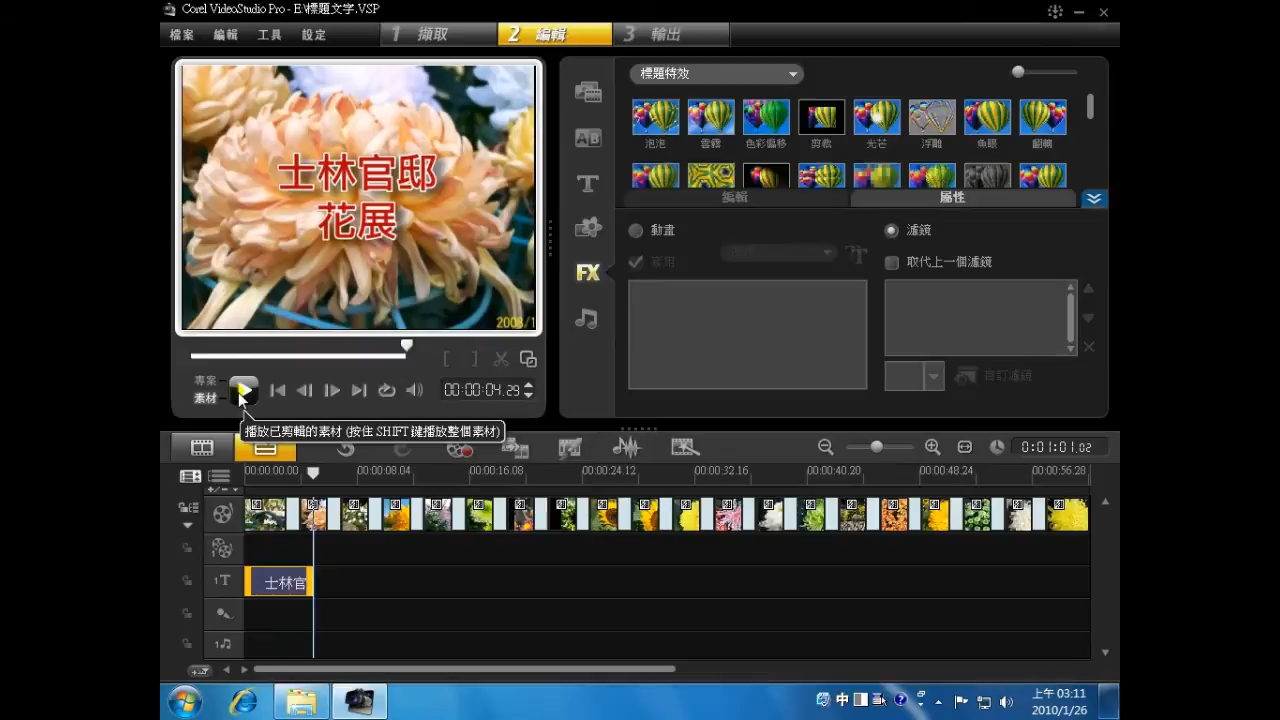 Corel VideoStudio Pro - E:\標題文字.VSP
檔案 編輯 工具 設定
1 擷取 2 編輯 3 輸出
士林官邸
花展
2008/1
標題特效
泡泡 雲霧 色彩偏移 剪裁 光芒 浮雕 魚眼 翻轉
編輯 屬性
動畫 濾鏡
套用 取代上一個濾鏡
自訂濾鏡
專案
素材
00:00:04.29
播放已剪輯的素材 (按住 SHIFT 鍵播放整個素材)
0:01:01.02
00:00:00.00 00:00:08.04 00:00:16.08 00:00:24.12 00:00:32.16 00:00:40.20 00:00:48.24 00:00:56.28
士林官
中
上午 03:11
2010/1/26